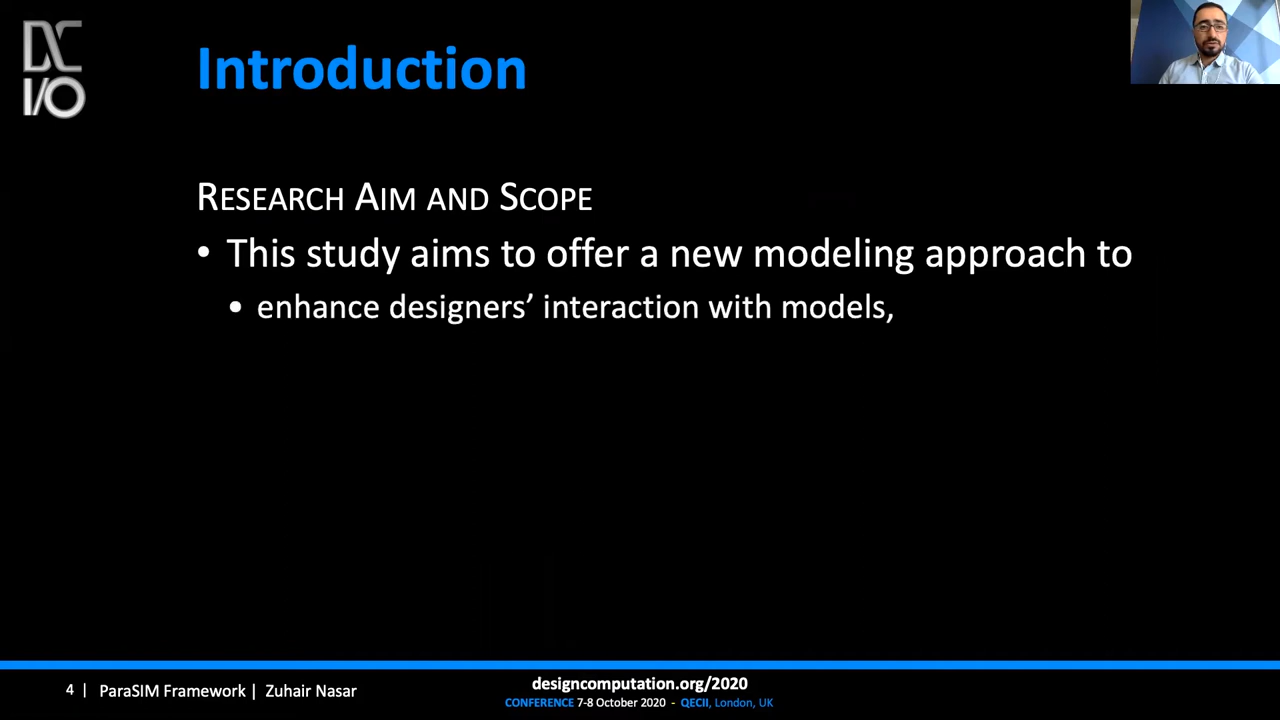 DC
I/O
Introduction
RESEARCH AIM AND SCOPE
• This study aims to offer a new modeling approach to
• enhance designers’ interaction with models,
4 | ParaSIM Framework | Zuhair Nasar
designcomputation.org/2020
CONFERENCE 7-8 October 2020 - QECII, London, UK